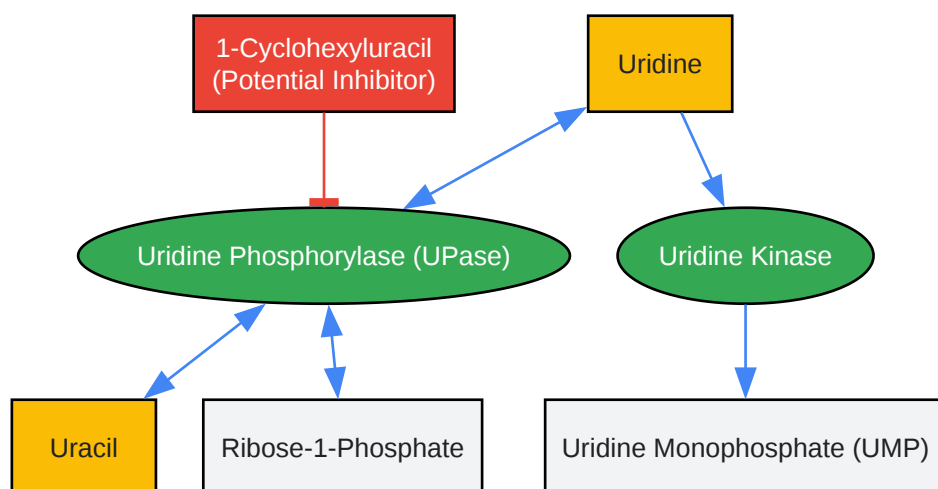 1-Cyclohexyluracil
(Potential Inhibitor)
Uridine
Uridine Phosphorylase (UPase)
Uridine Kinase
Uracil
Ribose-1-Phosphate
Uridine Monophosphate (UMP)